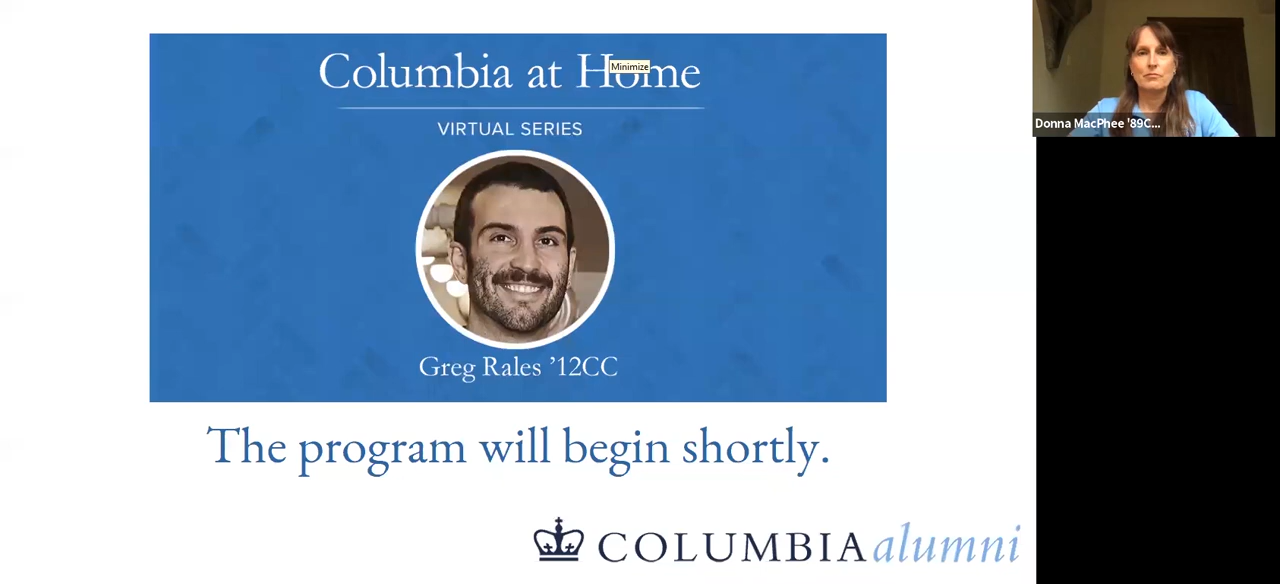 Columbia at Home
Minimize
VIRTUAL SERIES
Greg Rales ’12CC
The program will begin shortly.
COLUMBIA alumni
Donna MacPhee '89C...